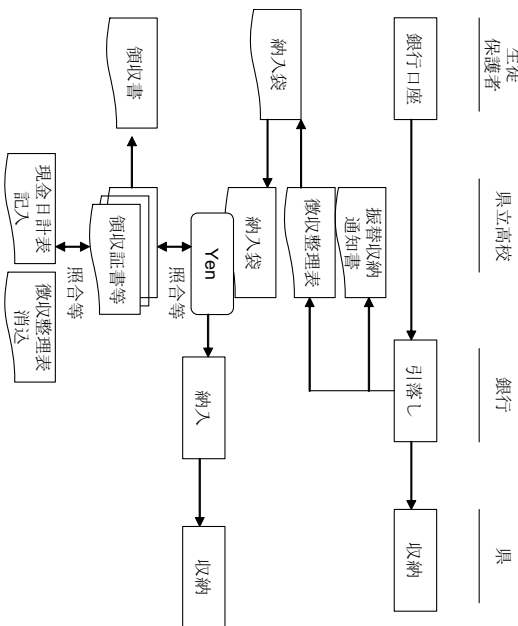 生徒
保護者
県立高校
銀行
県
銀行口座
引落し
収納
振替収納
通知書
徴収整理表
納入袋
納入袋
Yen
納入
収納
照合等
領収書
領収証書等
照合等
現金日計表
記入
徴収整理表
消込